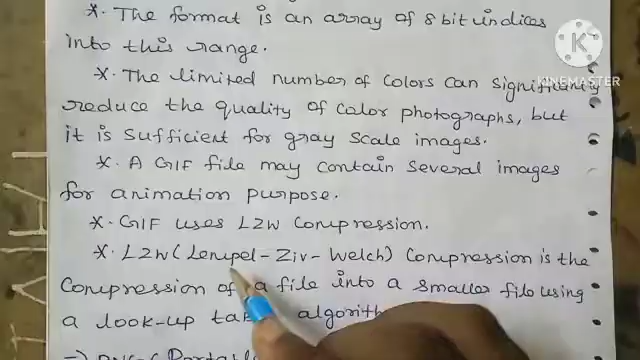 *. The format is an array of 8 bit indices
into this range.
*. The limited number of colors can significantly
reduce the quality of color photographs, but
it is sufficient for gray scale images.
*. A GIF file may contain several images
for animation purpose.
*. GIF uses LZW Compression.
*. LZW (Lempel - Ziv - Welch) Compression is the
Compression of a file into a smaller file using
a look-up algorith
KINEMASTER